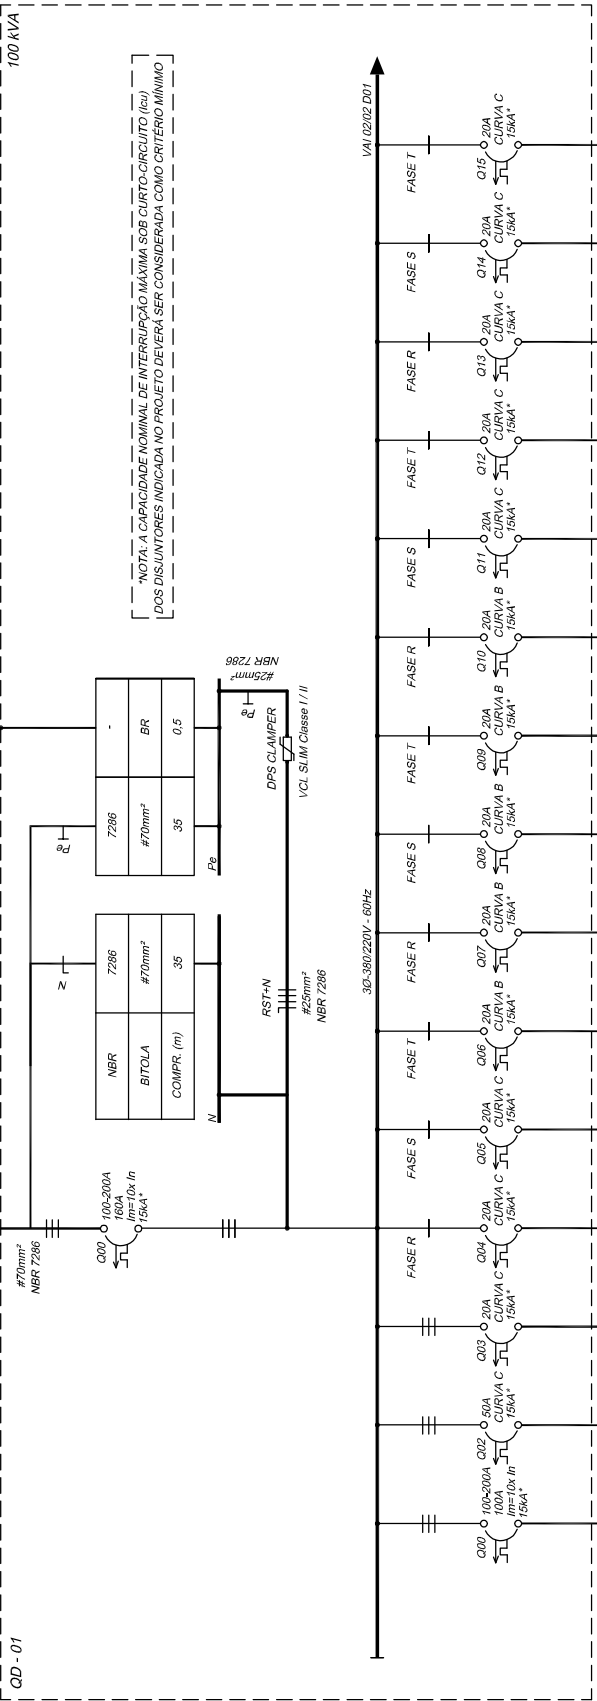 QD - 01
100 kVA
#70mm²
NBR 7286
Q00
100-200A
160A
Im=10x In
15kA*
N
Pe
NBR
7286
BITOLA
#70mm²
COMPR. (m)
35
N
7286
-
#70mm²
BR
35
0,5
Pe
Pe
#25mm²
NBR 7286
DPS CLAMPER
VCL SLIM Classe I / II
RST+N
#25mm²
NBR 7286
*NOTA: A CAPACIDADE NOMINAL DE INTERRUPÇÃO MÁXIMA SOB CURTO-CIRCUITO (Icu)
DOS DISJUNTORES INDICADA NO PROJETO DEVERÁ SER CONSIDERADA COMO CRITÉRIO MÍNIMO
3Ø-380/220V - 60Hz
VAI 02/02 D01
Q00
100-200A
100A
Im=10x In
15kA*
Q02
50A
CURVA C
15kA*
Q03
20A
CURVA C
15kA*
FASE R
Q04
20A
CURVA C
15kA*
FASE S
Q05
20A
CURVA C
15kA*
FASE T
Q06
20A
CURVA B
15kA*
FASE R
Q07
20A
CURVA B
15kA*
FASE S
Q08
20A
CURVA B
15kA*
FASE T
Q09
20A
CURVA B
15kA*
FASE R
Q10
20A
CURVA B
15kA*
FASE S
Q11
20A
CURVA C
15kA*
FASE T
Q12
20A
CURVA C
15kA*
FASE R
Q13
20A
CURVA C
15kA*
FASE S
Q14
20A
CURVA C
15kA*
FASE T
Q15
20A
CURVA C
15kA*